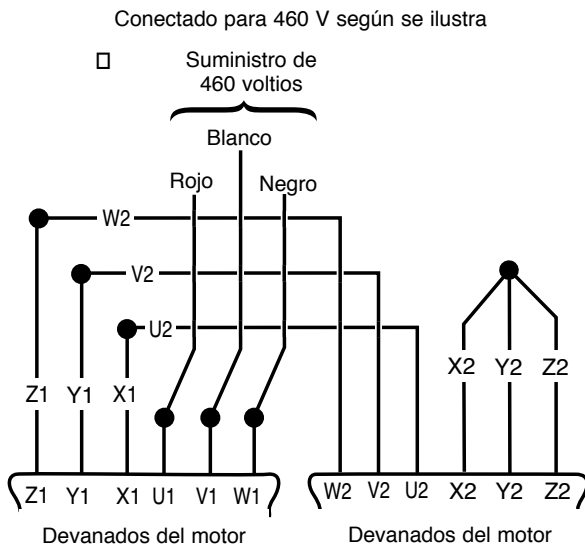 Conectado para 460 V según se ilustra
Suministro de
460 voltios
Blanco
Rojo Negro
W2
V2
U2
X2 Y2 Z2
Z1 Y1 X1
Z1 Y1 X1 U1 V1 W1 W2 V2 U2 X2 Y2 Z2
Devanados del motor Devanados del motor